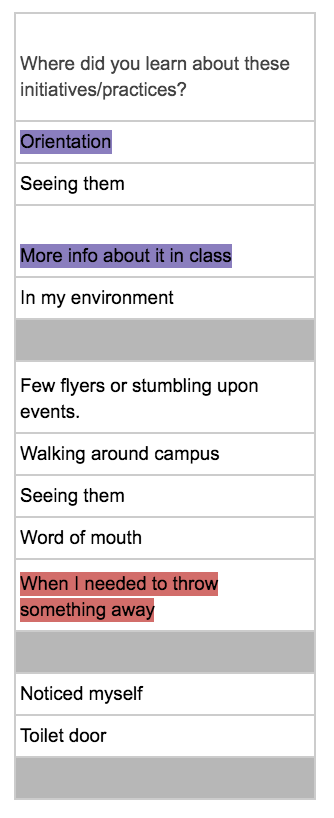 Where did you learn about these
initiatives/practices?
Orientation
Seeing them
More info about it in class
In my environment
Few flyers or stumbling upon
events.
Walking around campus
Seeing them
Word of mouth
When I needed to throw
something away
Noticed myself
Toilet door